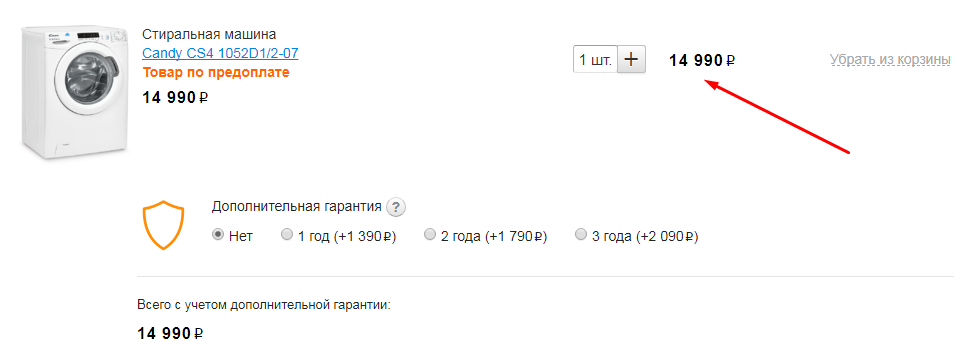 Стиральная машина
Candy CS4 1052D1/2-07
Товар по предоплате
14 990 ₽
1 шт. +
14 990 ₽
Убрать из корзины
Дополнительная гарантия ?
Нет
1 год (+1 390 ₽)
2 года (+1 790 ₽)
3 года (+2 090 ₽)
Всего с учетом дополнительной гарантии:
14 990 ₽